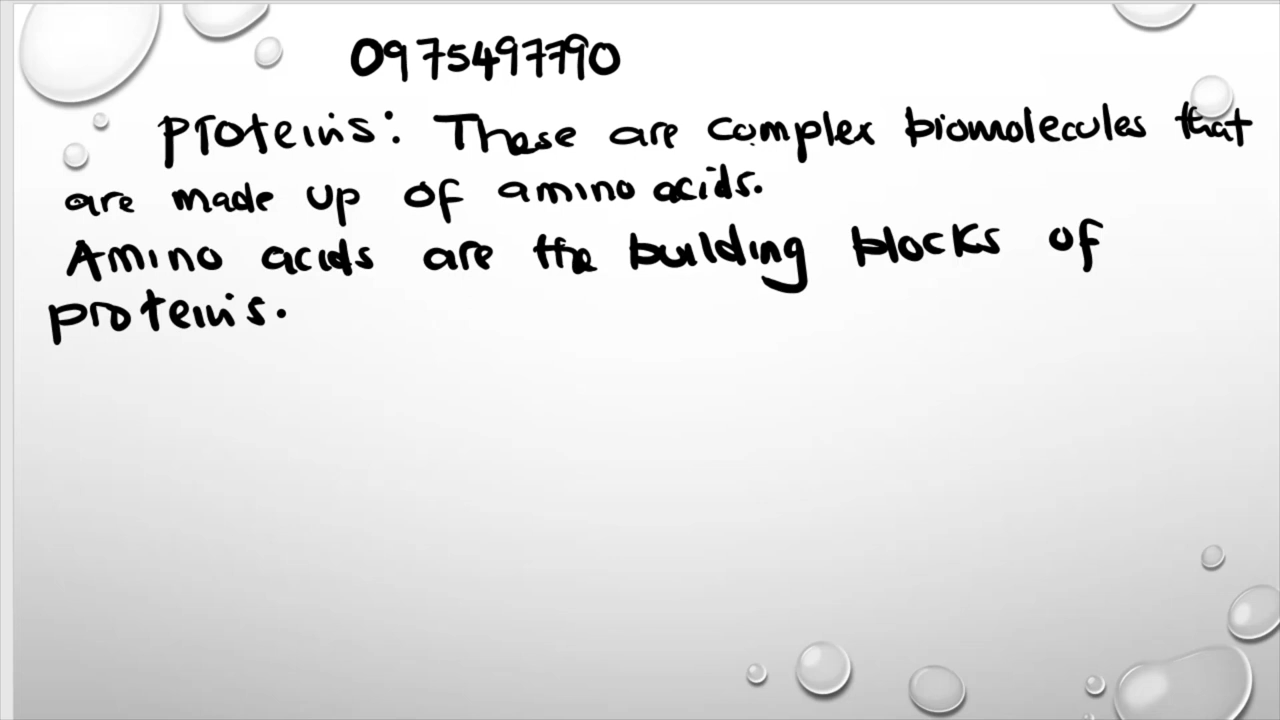 0975497790
Proteins: These are complex biomolecules that
are made up of amino acids.
Amino acids are the building blocks of
proteins.